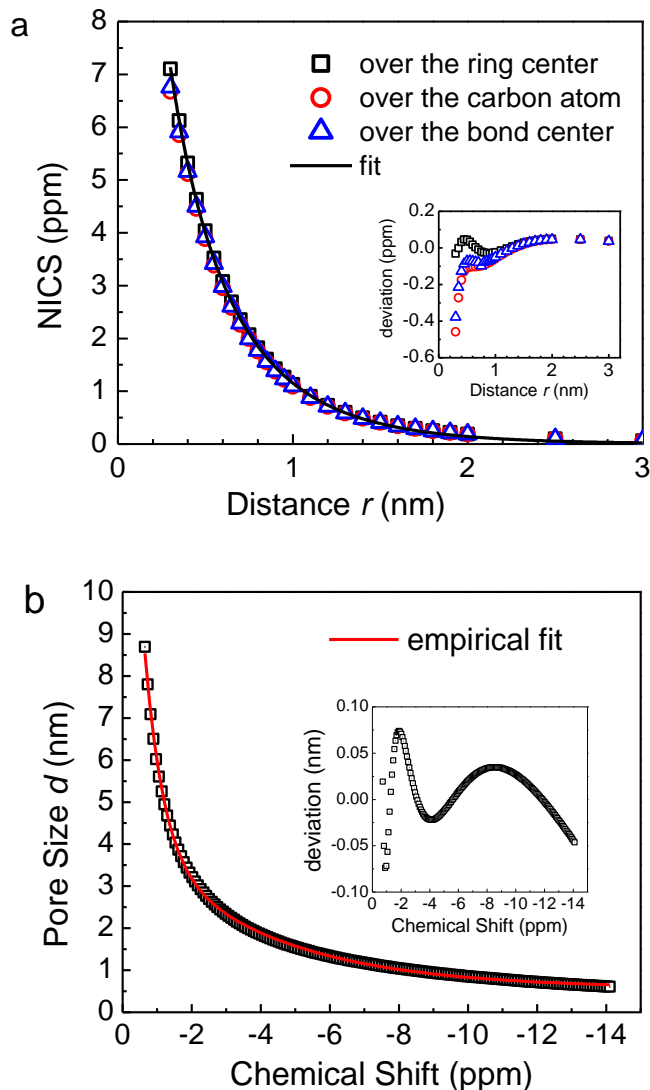 a
7
6
5
4
3
2
1
0
NICS (ppm)
over the ring center
over the carbon atom
over the bond center
fit
0.2
0.0
-0.2
-0.4
-0.6
deviation (ppm)
0 1 2 3
Distance r (nm)
0 1 2 3
Distance r (nm)
b
10
9
8
7
6
5
4
3
2
1
0
Pore Size d (nm)
empirical fit
0.10
0.05
0.00
-0.05
-0.10
deviation (nm)
0 -2 -4 -6 -8 -10 -12 -14
Chemical Shift (ppm)
0 -2 -4 -6 -8 -10 -12 -14
Chemical Shift (ppm)